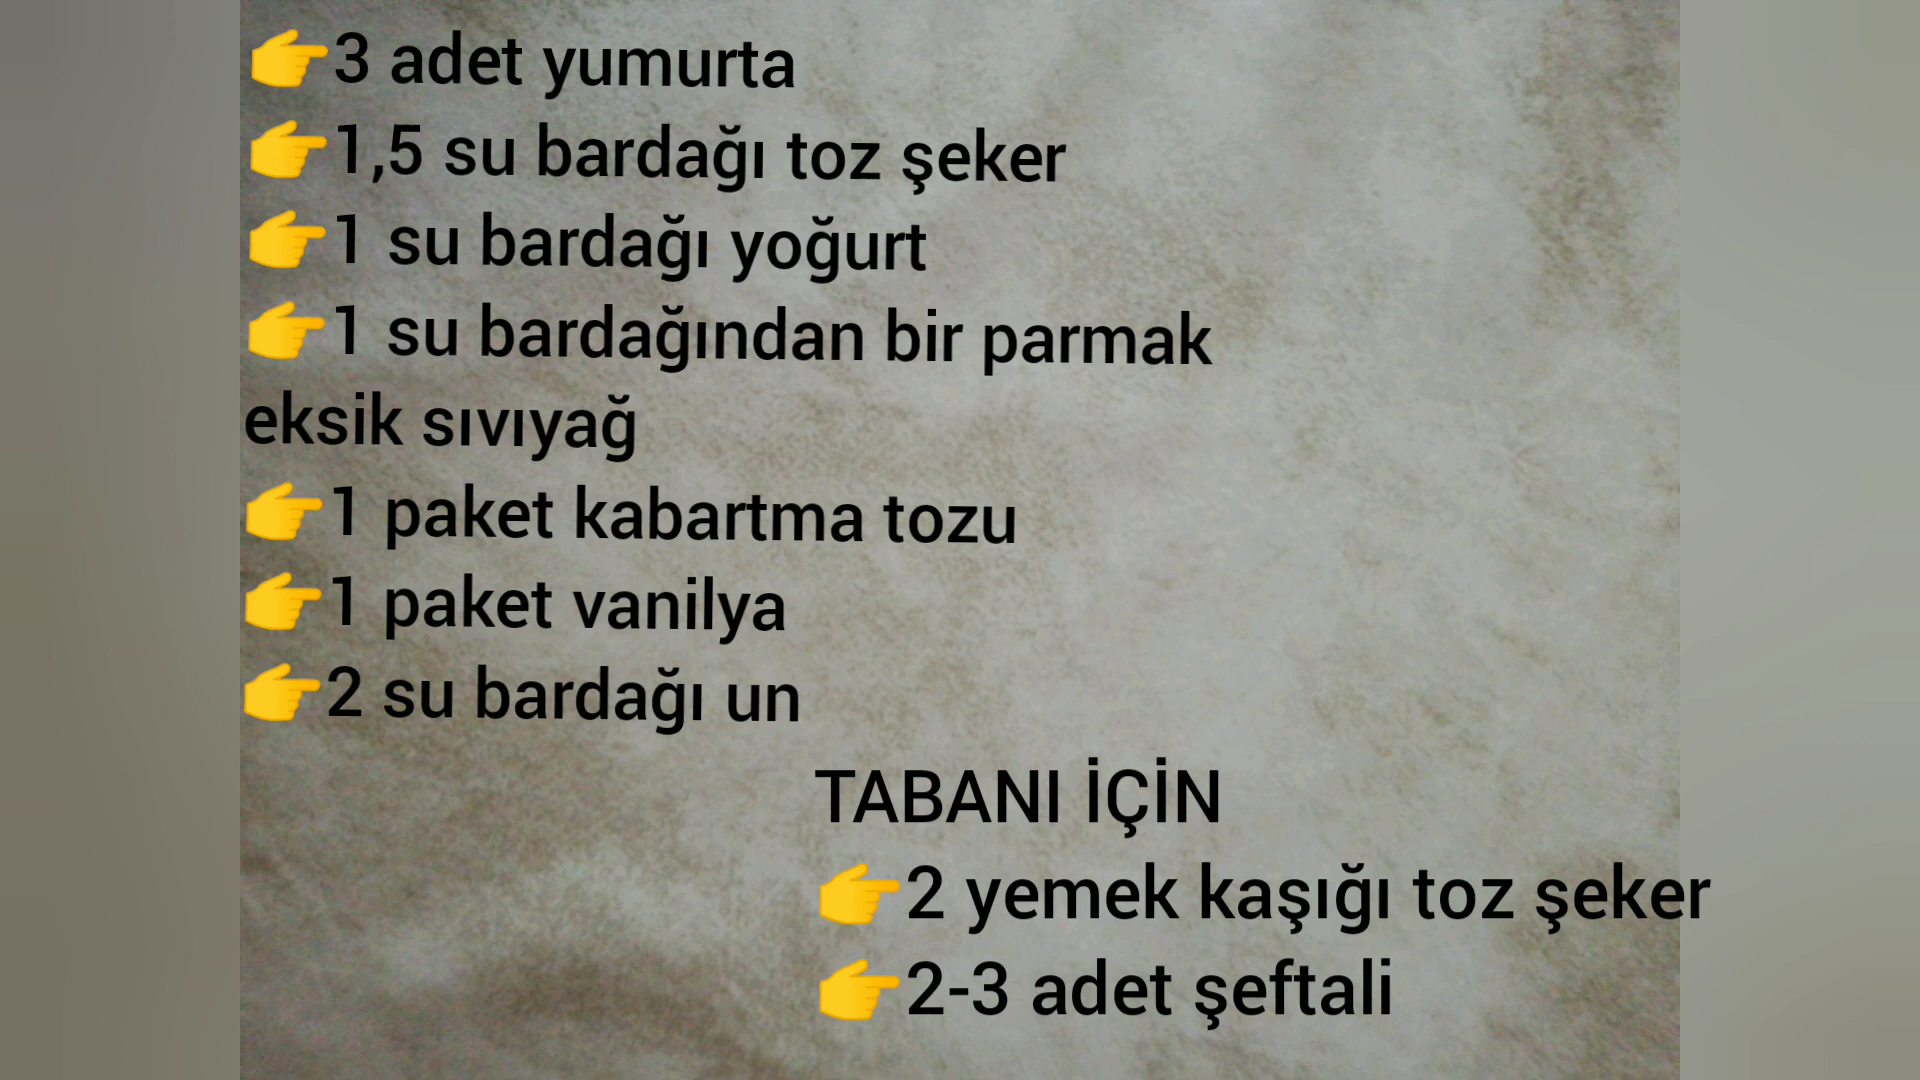 👉3 adet yumurta
👉1,5 su bardağı toz şeker
👉1 su bardağı yoğurt
👉1 su bardağından bir parmak
eksik sıvıyağ
👉1 paket kabartma tozu
👉1 paket vanilya
👉2 su bardağı un
TABANI İÇİN
👉2 yemek kaşığı toz şeker
👉2-3 adet şeftali